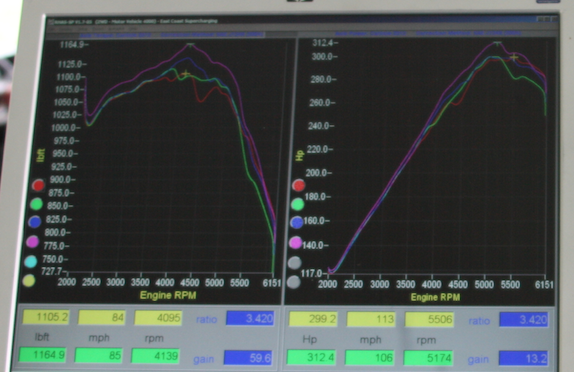 1164.9
1125.0
1100.0
1075.0
1050.0
1025.0
1000.0
975.0
950.0
925.0
900.0
875.0
850.0
825.0
800.0
775.0
750.0
727.7
lbft
2000 2500 3000 3500 4000 4500 5000 5500 6151
Engine RPM
312.4
300.0
280.0
260.0
240.0
220.0
200.0
180.0
160.0
140.0
117.0
Hp
2000 2500 3000 3500 4000 4500 5000 5500 6151
Engine RPM
1105.2 84 4095 ratio 3.420
lbft mph rpm
1164.9 85 4139 gain 59.6
299.2 113 5506 ratio 3.420
Hp mph rpm
312.4 106 5174 gain 13.2